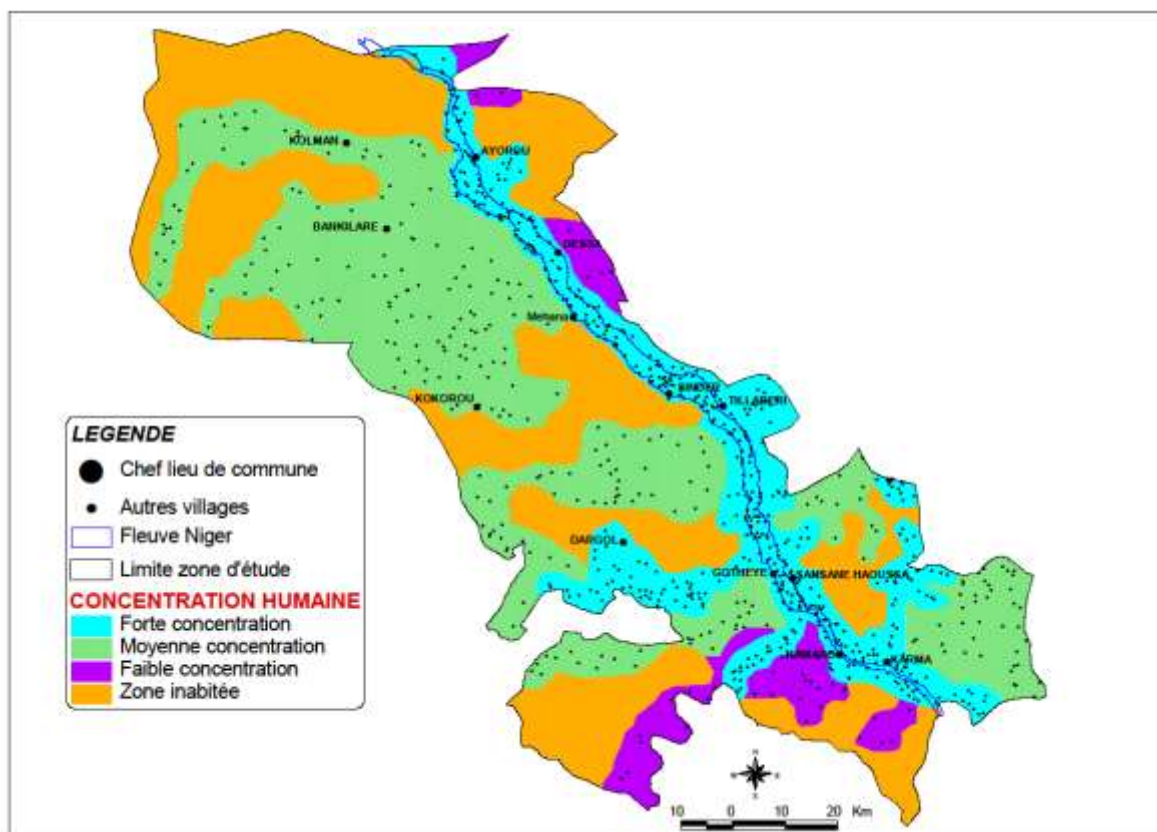 KOLMAN
AYOROU
BANKILARE
DESSA
Mehana
SINDER
TILLABERI
KOKOROU
DARGOL
GOTHEYE
SANSANE HAOUSSA
KARMA
LEGENDE
Chef lieu de commune
Autres villages
Fleuve Niger
Limite zone d'étude
CONCENTRATION HUMAINE
Forte concentration
Moyenne concentration
Faible concentration
Zone inabitée
N
E
S
10 0 10 20 Km